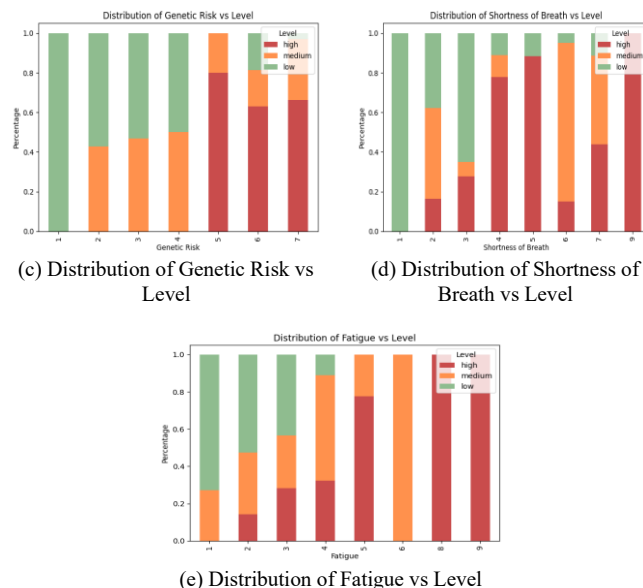 Distribution of Genetic Risk vs Level
Level
high
medium
low
1.0
0.8
0.6
0.4
0.2
0.0
Percentage
1 2 3 4 5 6 7
Genetic Risk
(c) Distribution of Genetic Risk vs
Level
Distribution of Shortness of Breath vs Level
Level
high
medium
low
1.0
0.8
0.6
0.4
0.2
0.0
Percentage
1 2 3 4 5 6 7 9
Shortness of Breath
(d) Distribution of Shortness of
Breath vs Level
Distribution of Fatigue vs Level
Level
high
medium
low
1.0
0.8
0.6
0.4
0.2
0.0
Percentage
1 2 3 4 5 6 8 9
Fatigue
(e) Distribution of Fatigue vs Level